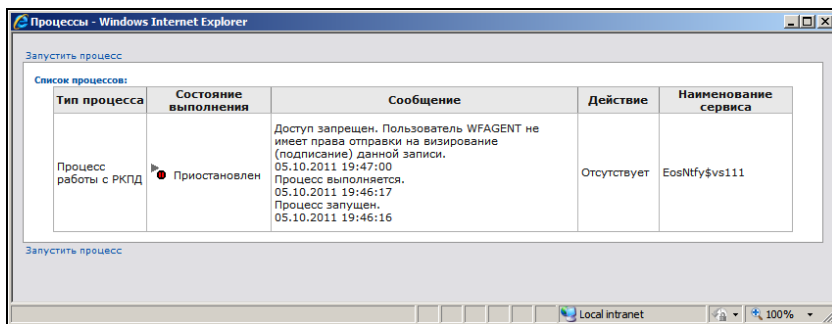 Процессы - Windows Internet Explorer
Запустить процесс
Список процессов:
Тип процесса
Состояние
выполнения
Сообщение
Действие
Наименование
сервиса
Процесс
работы с РКПД
Приостановлен
Доступ запрещен. Пользователь WFAGENT не
имеет права отправки на визирование
(подписание) данной записи.
05.10.2011 19:47:00
Процесс выполняется.
05.10.2011 19:46:17
Процесс запущен.
05.10.2011 19:46:16
Отсутствует
EosNtfy$vs111
Запустить процесс
Local intranet
100%